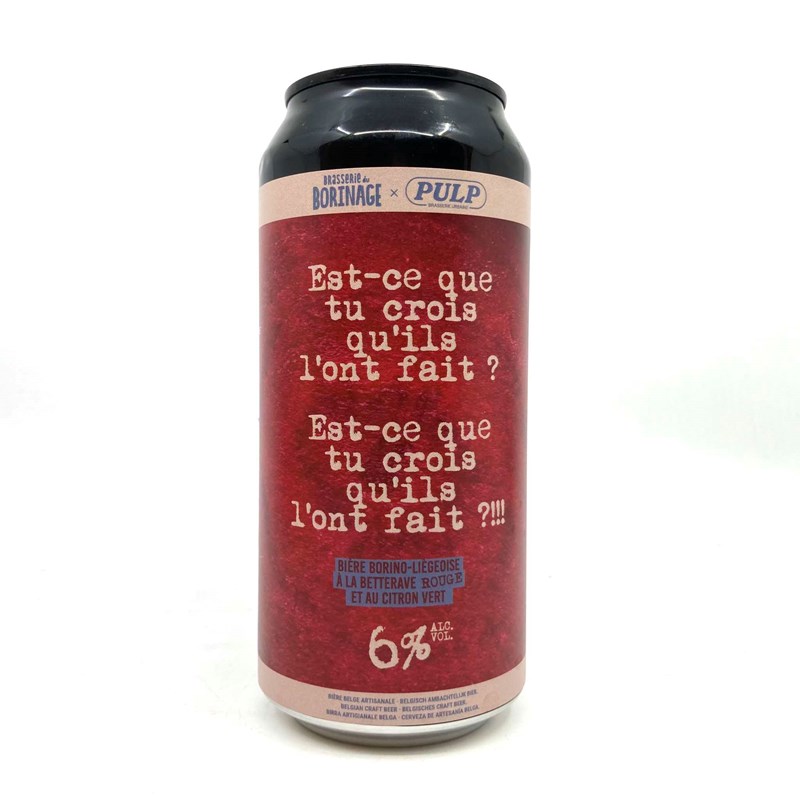 BRASSERIE du
BORINAGE × PULP
BRASSERIE URBAINE
Est-ce que
tu crois
qu'ils
l'ont fait ?
Est-ce que
tu crois
qu'ils
l'ont fait ?!!!
BIÈRE BORINO-LIÈGEOISE
À LA BETTERAVE ROUGE
ET AU CITRON VERT
6% ALC.
VOL.
BIÈRE BELGE ARTISANALE · BELGISCH AMBACHTELIJK BIER.
BELGIAN CRAFT BEER · BELGISCHES CRAFT BEER.
BIRRA ARTIGIANALE BELGA · CERVEZA DE ARTESANÍA BELGA.